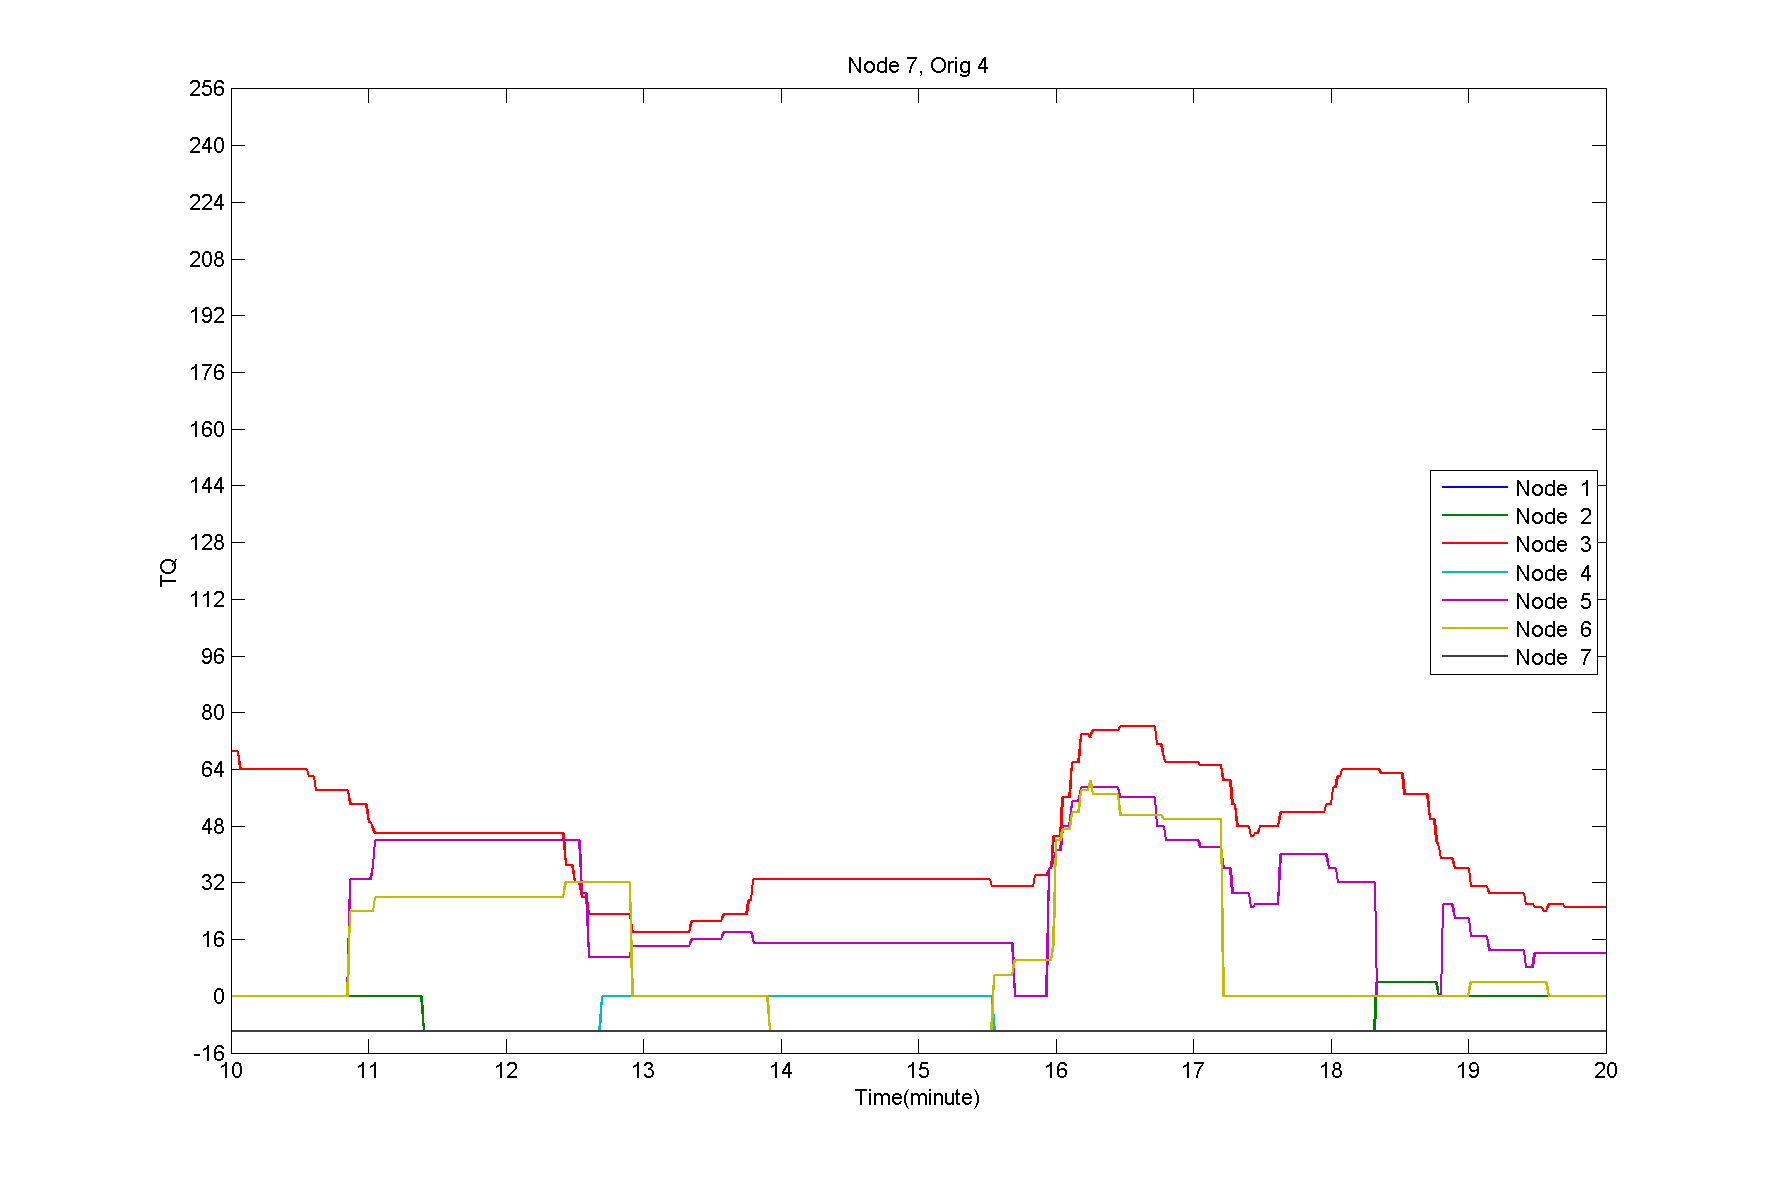 Node 7, Orig 4
256
240
224
208
192
176
160
144
128
112
96
80
64
48
32
16
0
-16
TQ
Node 1
Node 2
Node 3
Node 4
Node 5
Node 6
Node 7
10 11 12 13 14 15 16 17 18 19 20
Time(minute)